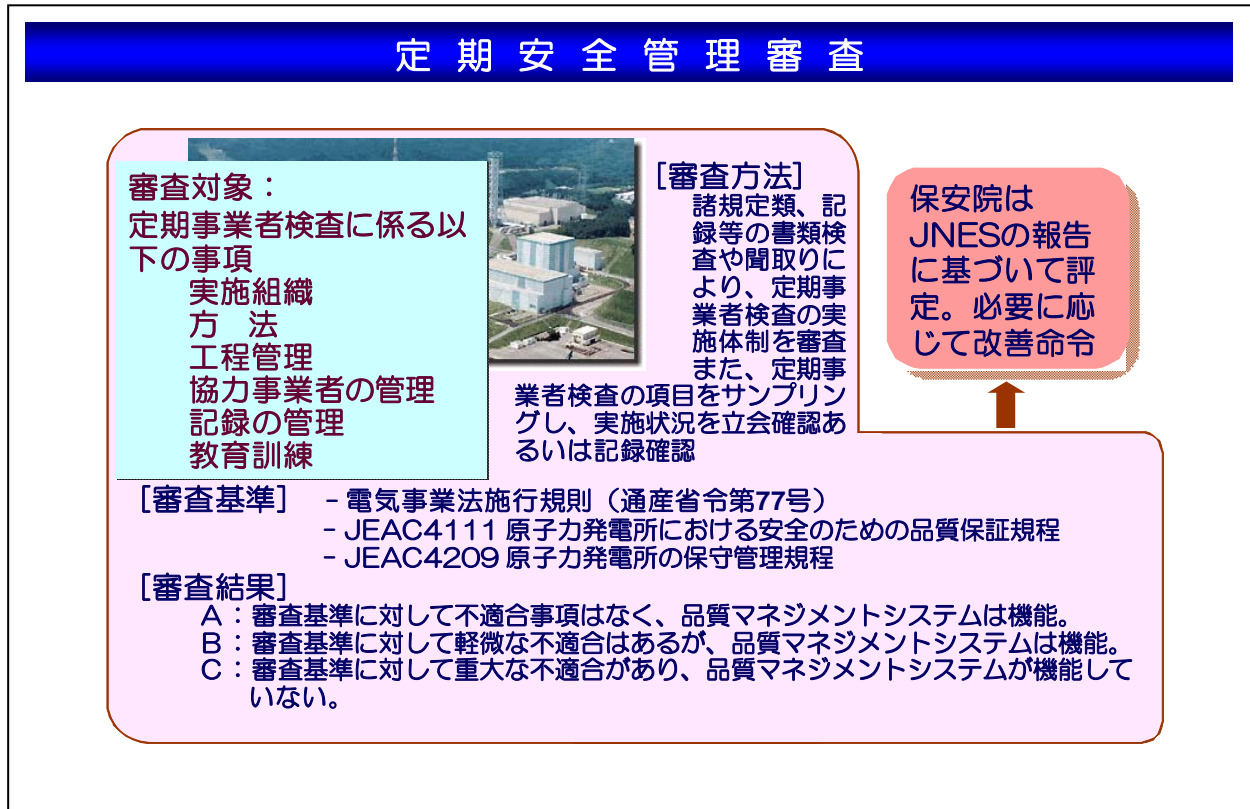 定期安全管理審査
審査対象：
定期事業者検査に係る以
下の事項
実施組織
方　法
工程管理
協力事業者の管理
記録の管理
教育訓練
[審査方法]
諸規定類、記
録等の書類検
査や聞取りに
より、定期事
業者検査の実
施体制を審査
また、定期事
業者検査の項目をサンプリン
グし、実施状況を立会確認あ
るいは記録確認
保安院は
JNESの報告
に基づいて評
定。必要に応
じて改善命令
[審査基準]　－電気事業法施行規則（通産省令第77号）
－JEAC4111 原子力発電所における安全のための品質保証規程
－JEAC4209 原子力発電所の保守管理規程
[審査結果]
A：審査基準に対して不適合事項はなく、品質マネジメントシステムは機能。
B：審査基準に対して軽微な不適合はあるが、品質マネジメントシステムは機能。
C：審査基準に対して重大な不適合があり、品質マネジメントシステムが機能して
いない。